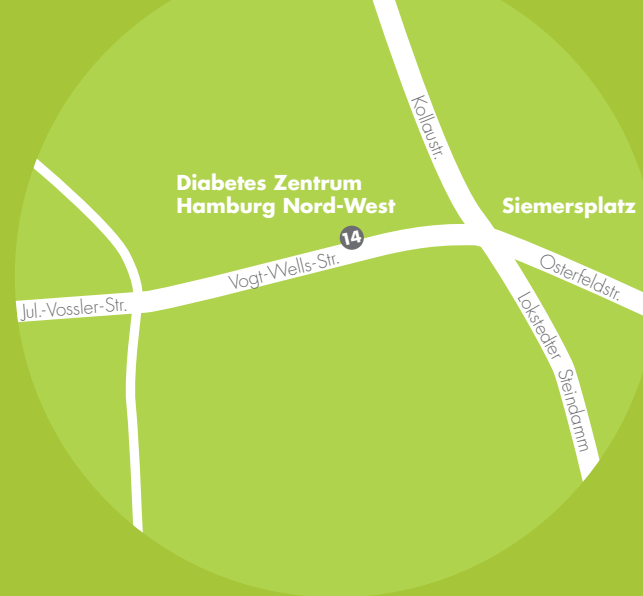 Kollaustr.
Diabetes Zentrum
Hamburg Nord-West
Siemersplatz
14
Vogt-Wells-Str.
Osterfeldstr.
Jul.-Vossler-Str.
Lokstedter Steindamm